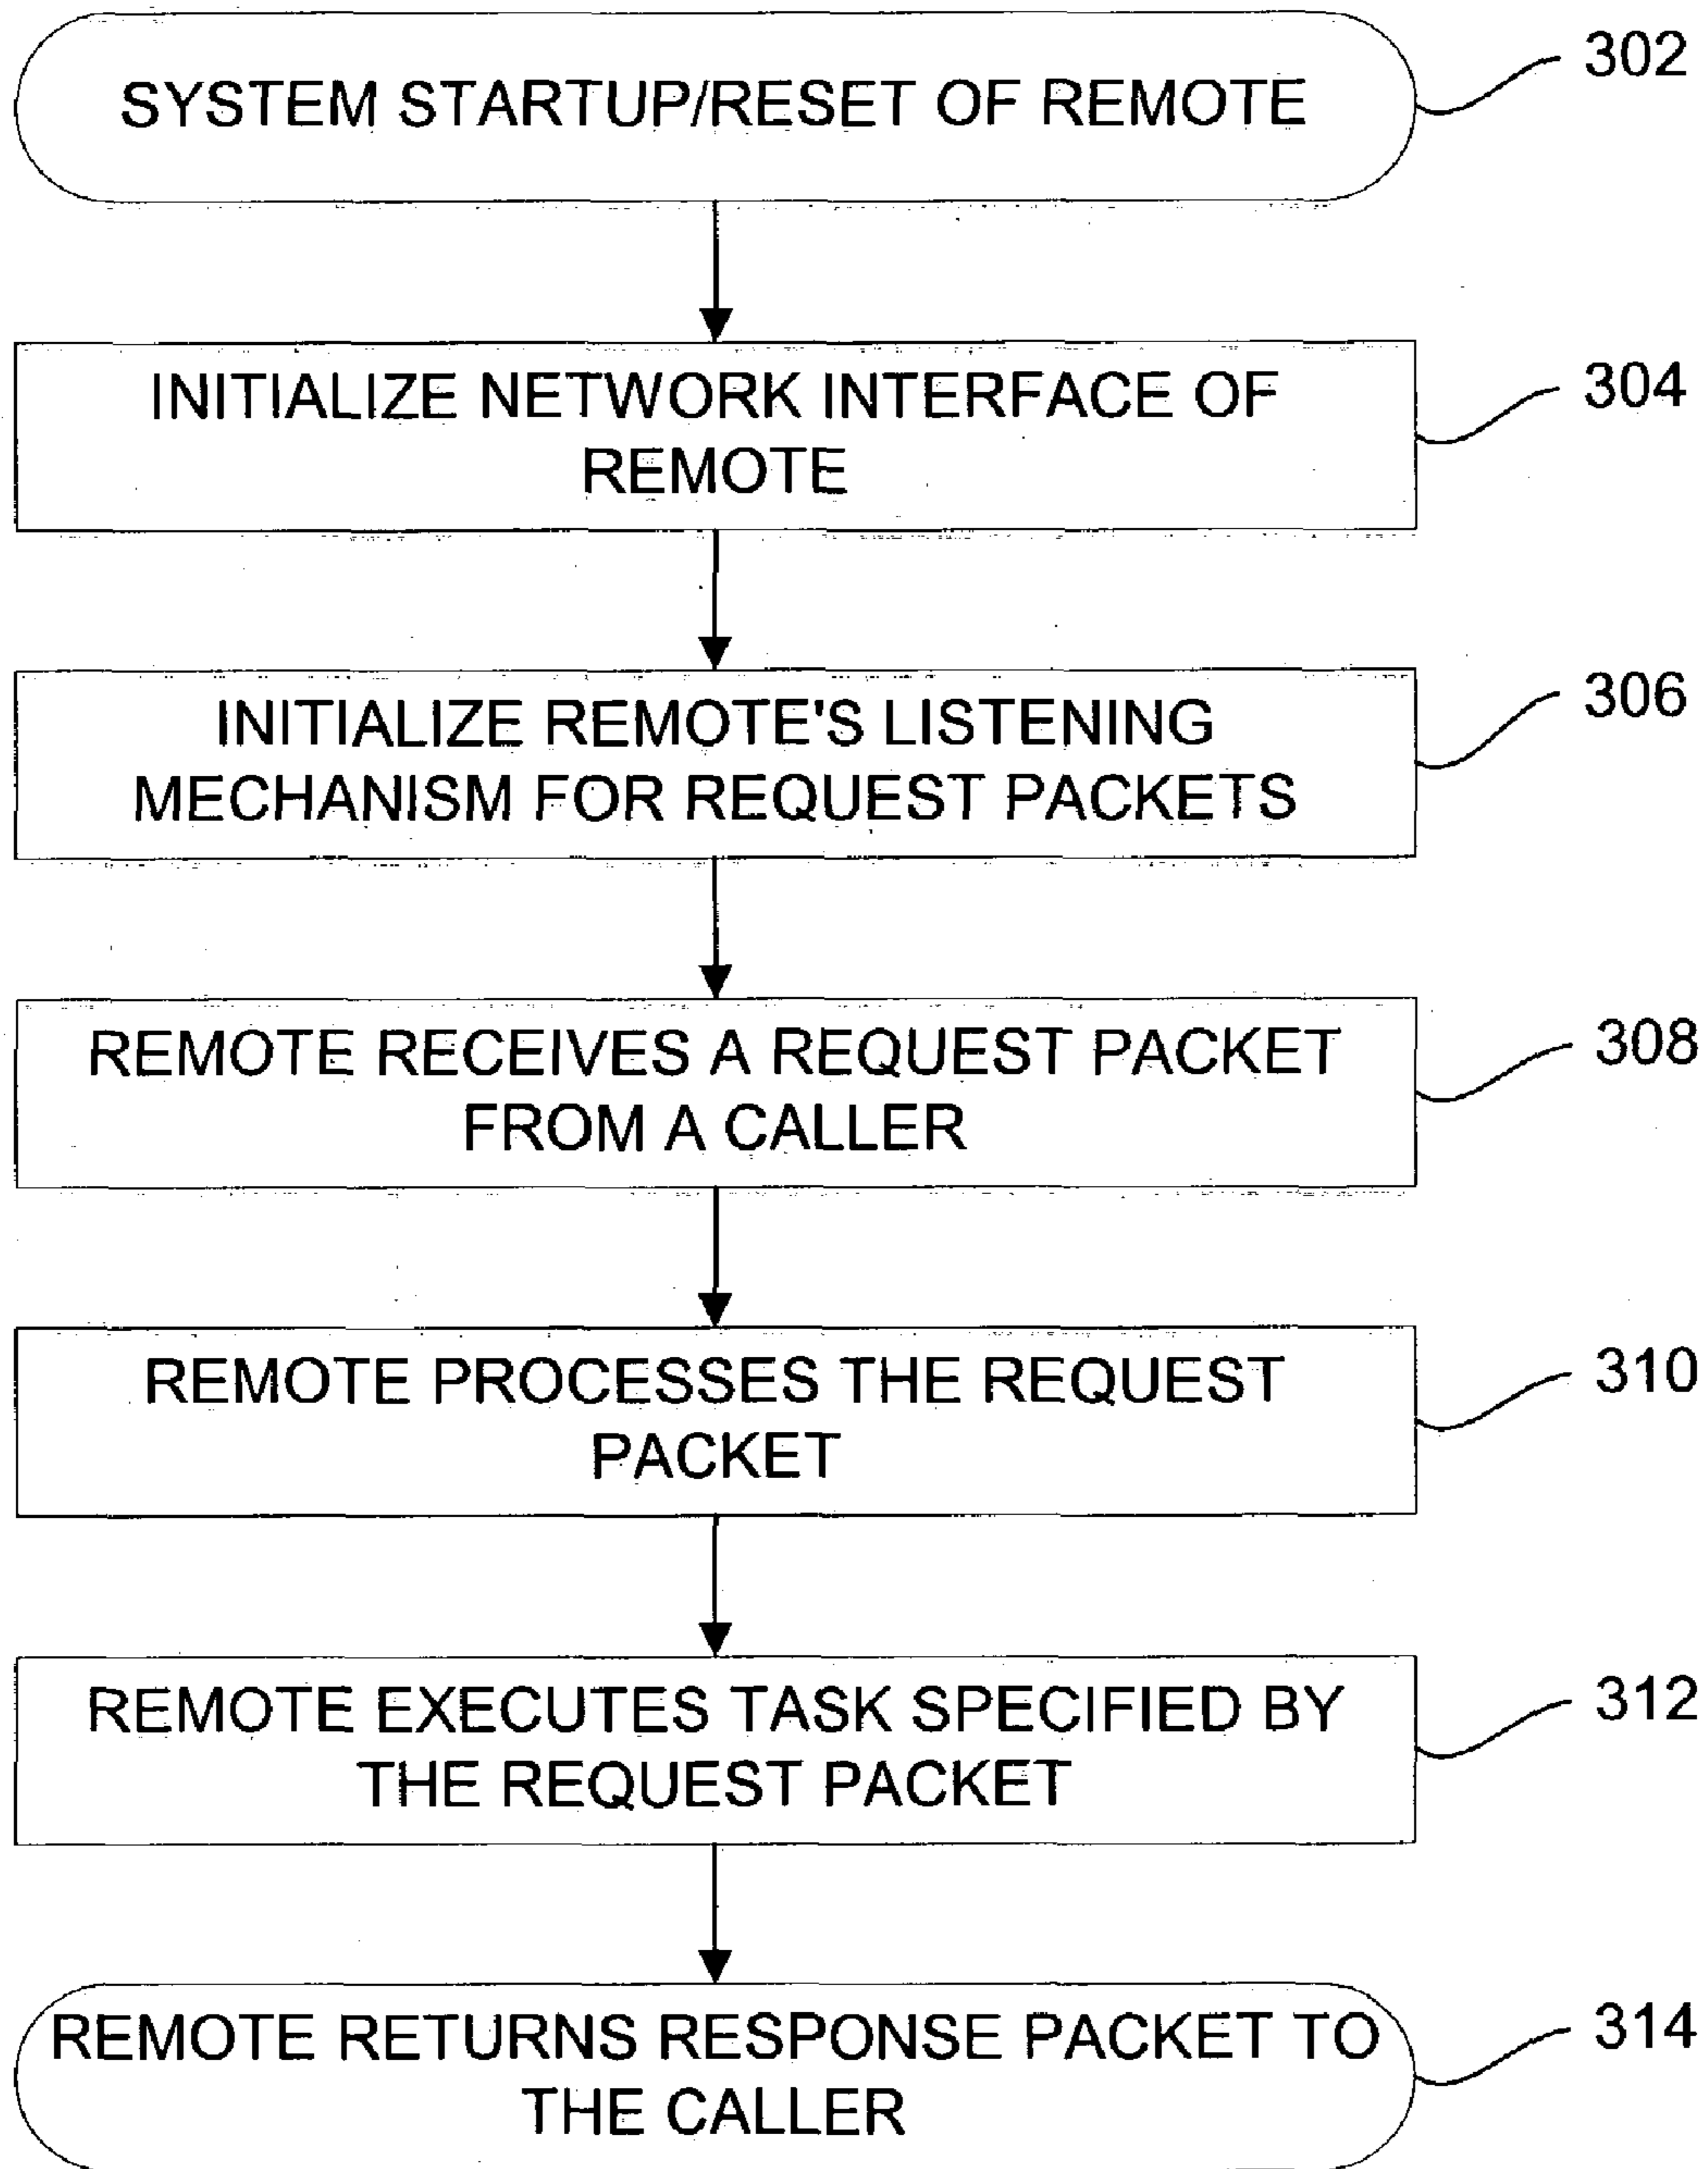 SYSTEM STARTUP/RESET OF REMOTE
302
INITIALIZE NETWORK INTERFACE OF
REMOTE
304
INITIALIZE REMOTE'S LISTENING
MECHANISM FOR REQUEST PACKETS
306
REMOTE RECEIVES A REQUEST PACKET
FROM A CALLER
308
REMOTE PROCESSES THE REQUEST
PACKET
310
REMOTE EXECUTES TASK SPECIFIED BY
THE REQUEST PACKET
312
REMOTE RETURNS RESPONSE PACKET TO
THE CALLER
314